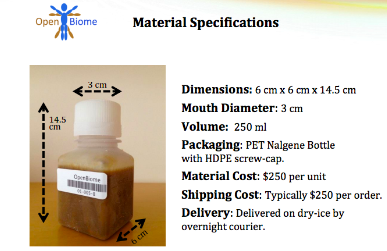 OpenBiome
Material Specifications
3 cm
14.5
cm
OpenBiome
6 cm
Dimensions: 6 cm x 6 cm x 14.5 cm
Mouth Diameter: 3 cm
Volume: 250 ml
Packaging: PET Nalgene Bottle
with HDPE screw-cap.
Material Cost: $250 per unit
Shipping Cost: Typically $250 per order.
Delivery: Delivered on dry-ice by
overnight courier.